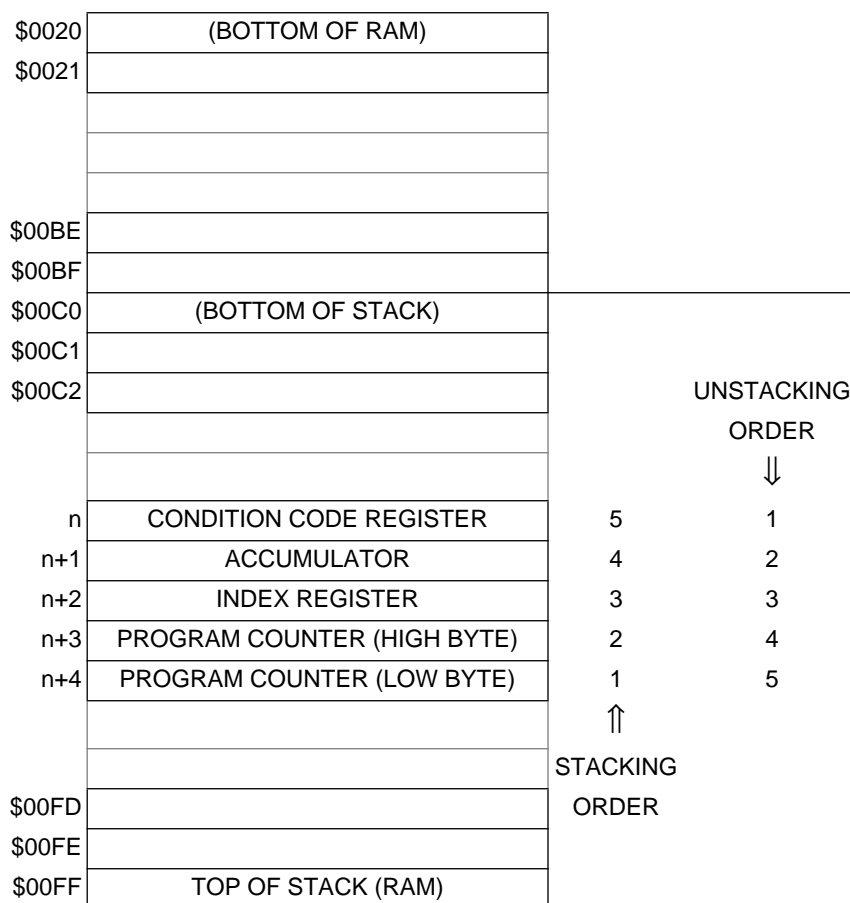 $0020 (BOTTOM OF RAM)
$0021
$00BE
$00BF
$00C0 (BOTTOM OF STACK)
$00C1
$00C2 UNSTACKING
ORDER
⇓
n CONDITION CODE REGISTER 5 1
n+1 ACCUMULATOR 4 2
n+2 INDEX REGISTER 3 3
n+3 PROGRAM COUNTER (HIGH BYTE) 2 4
n+4 PROGRAM COUNTER (LOW BYTE) 1 5
⇑
STACKING
$00FD ORDER
$00FE
$00FF TOP OF STACK (RAM)